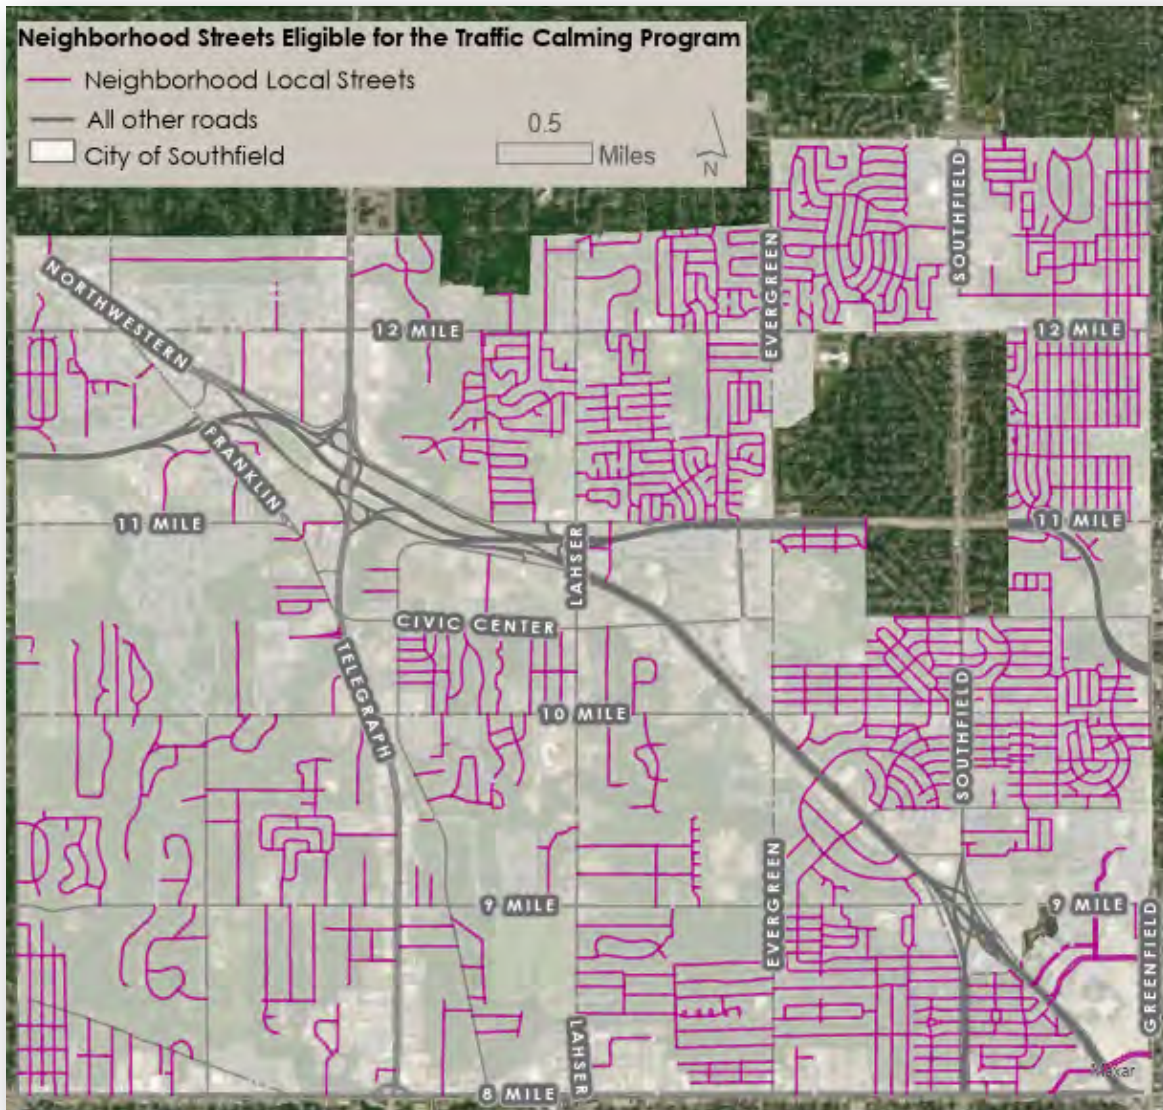 Neighborhood Streets Eligible for the Traffic Calming Program
Neighborhood Local Streets
All other roads
City of Southfield
0.5
Miles
N
SOUTHFIELD
NORTHWESTERN
EVERGREEN
12 MILE
12 MILE
FRANKLIN
11 MILE
11 MILE
LAHSER
CIVIC CENTER
TELEGRAPH
SOUTHFIELD
10 MILE
EVERGREEN
9 MILE
9 MILE
GREENFIELD
LAHSER
8 MILE
Maxar